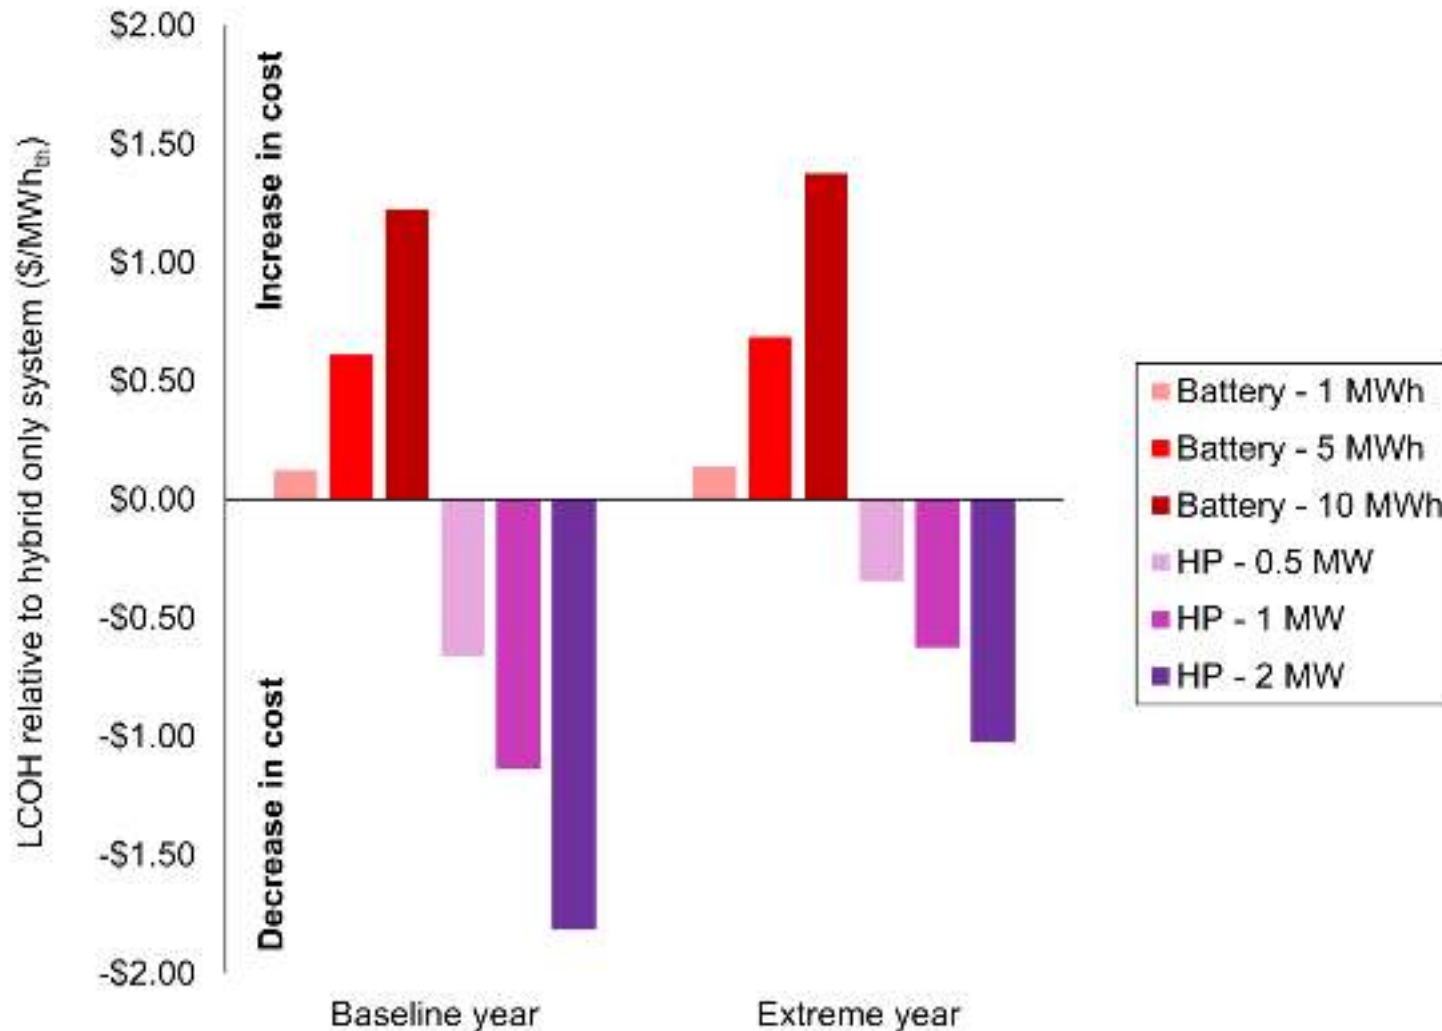 LCOH relative to hybrid only system ($/MWhth)
$2.00
$1.50
$1.00
$0.50
$0.00
-$0.50
-$1.00
-$1.50
-$2.00
Increase in cost
Decrease in cost
Baseline year
Extreme year
Battery - 1 MWh
Battery - 5 MWh
Battery - 10 MWh
HP - 0.5 MW
HP - 1 MW
HP - 2 MW